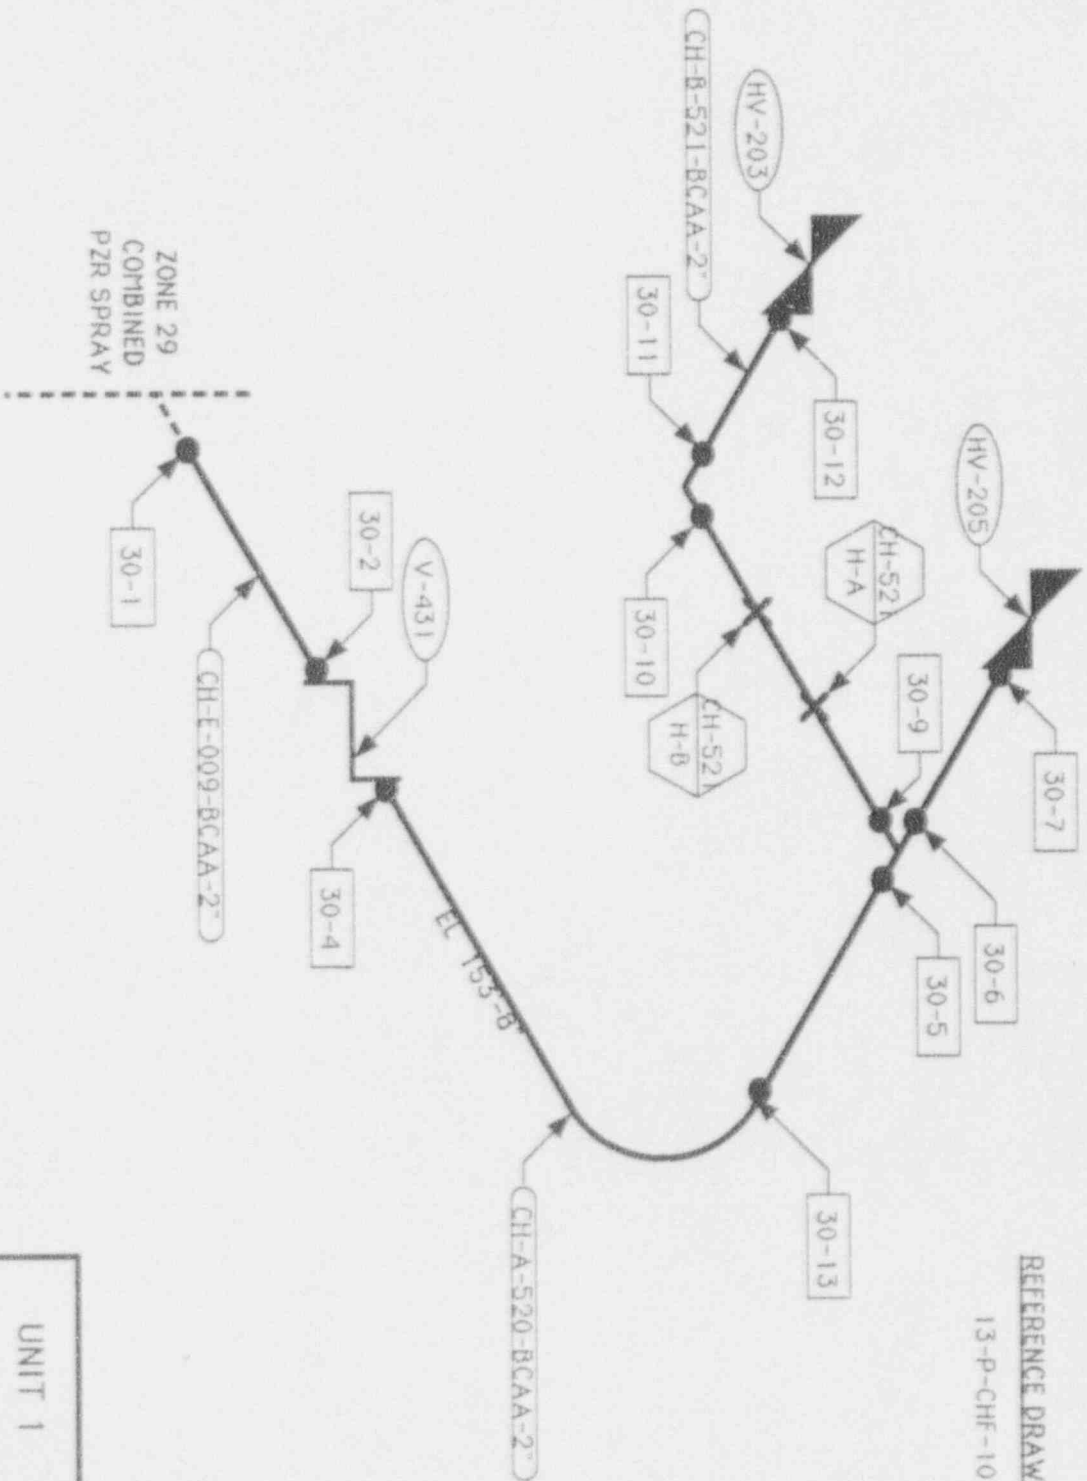 REFERENCE DRAW
13-P-CHF-10
HV-205
30-7
30-6
30-5
30-9
CH-521
H-A
HV-203
30-12
CH-B-521-BCAA-2"
30-11
30-10
CH-521
H-B
30-13
CH-A-520-BCAA-2"
EL 153'-8"
V-431
30-2
30-4
CH-E-009-BCAA-2"
30-1
ZONE 29
COMBINED
PZR SPRAY
UNIT 1